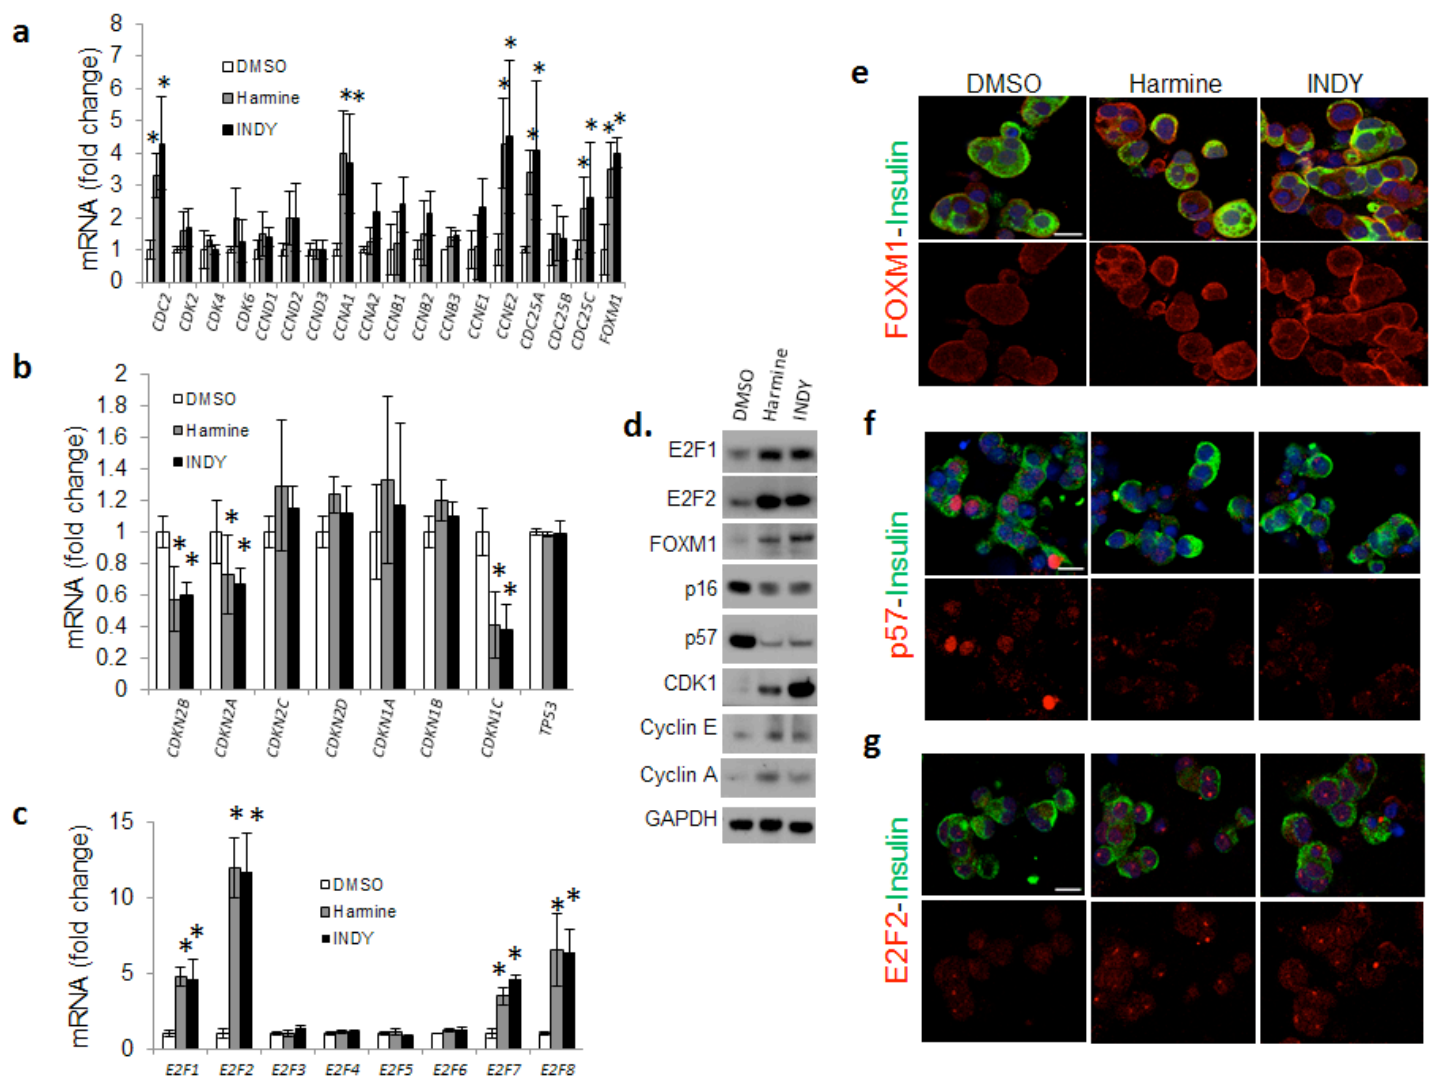 a
mRNA (fold change)
8
7
6
5
4
3
2
1
0
DMSO
Harmine
INDY
* * * * * * * * * * * *
CDC2 CDK2 CDK4 CDK6 CCND1 CCND2 CCND3 CCNA1 CCNA2 CCNB1 CCNB2 CCNB3 CCNE1 CCNE2 CDC25A CDC25B CDC25C FOXM1
b
mRNA (fold change)
2
1.8
1.6
1.4
1.2
1
0.8
0.6
0.4
0.2
0
DMSO
Harmine
INDY
* * * * * *
CDKN2B CDKN2A CDKN2C CDKN2D CDKN1A CDKN1B CDKN1C TP53
c
mRNA (fold change)
15
10
5
0
DMSO
Harmine
INDY
* * * * * * * *
E2F1 E2F2 E2F3 E2F4 E2F5 E2F6 E2F7 E2F8
d.
DMSO Harmine INDY
E2F1
E2F2
FOXM1
p16
p57
CDK1
Cyclin E
Cyclin A
GAPDH
e
DMSO Harmine INDY
FOXM1-Insulin
f
p57-Insulin
g
E2F2-Insulin